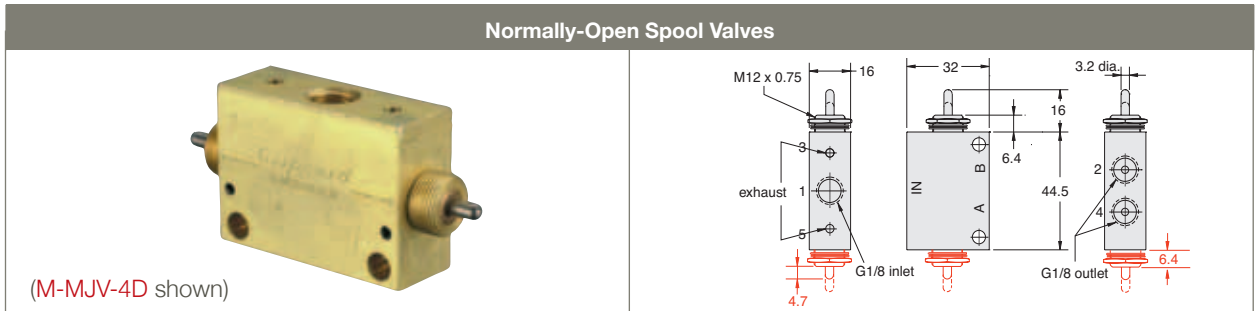 Normally-Open Spool Valves
(M-MJV-4D shown)
M12 x 0.75
16
32
3.2 dia.
16
6.4
3
exhaust
1
5
IN
B
A
44.5
2
4
G1/8 inlet
G1/8 outlet
6.4
4.7